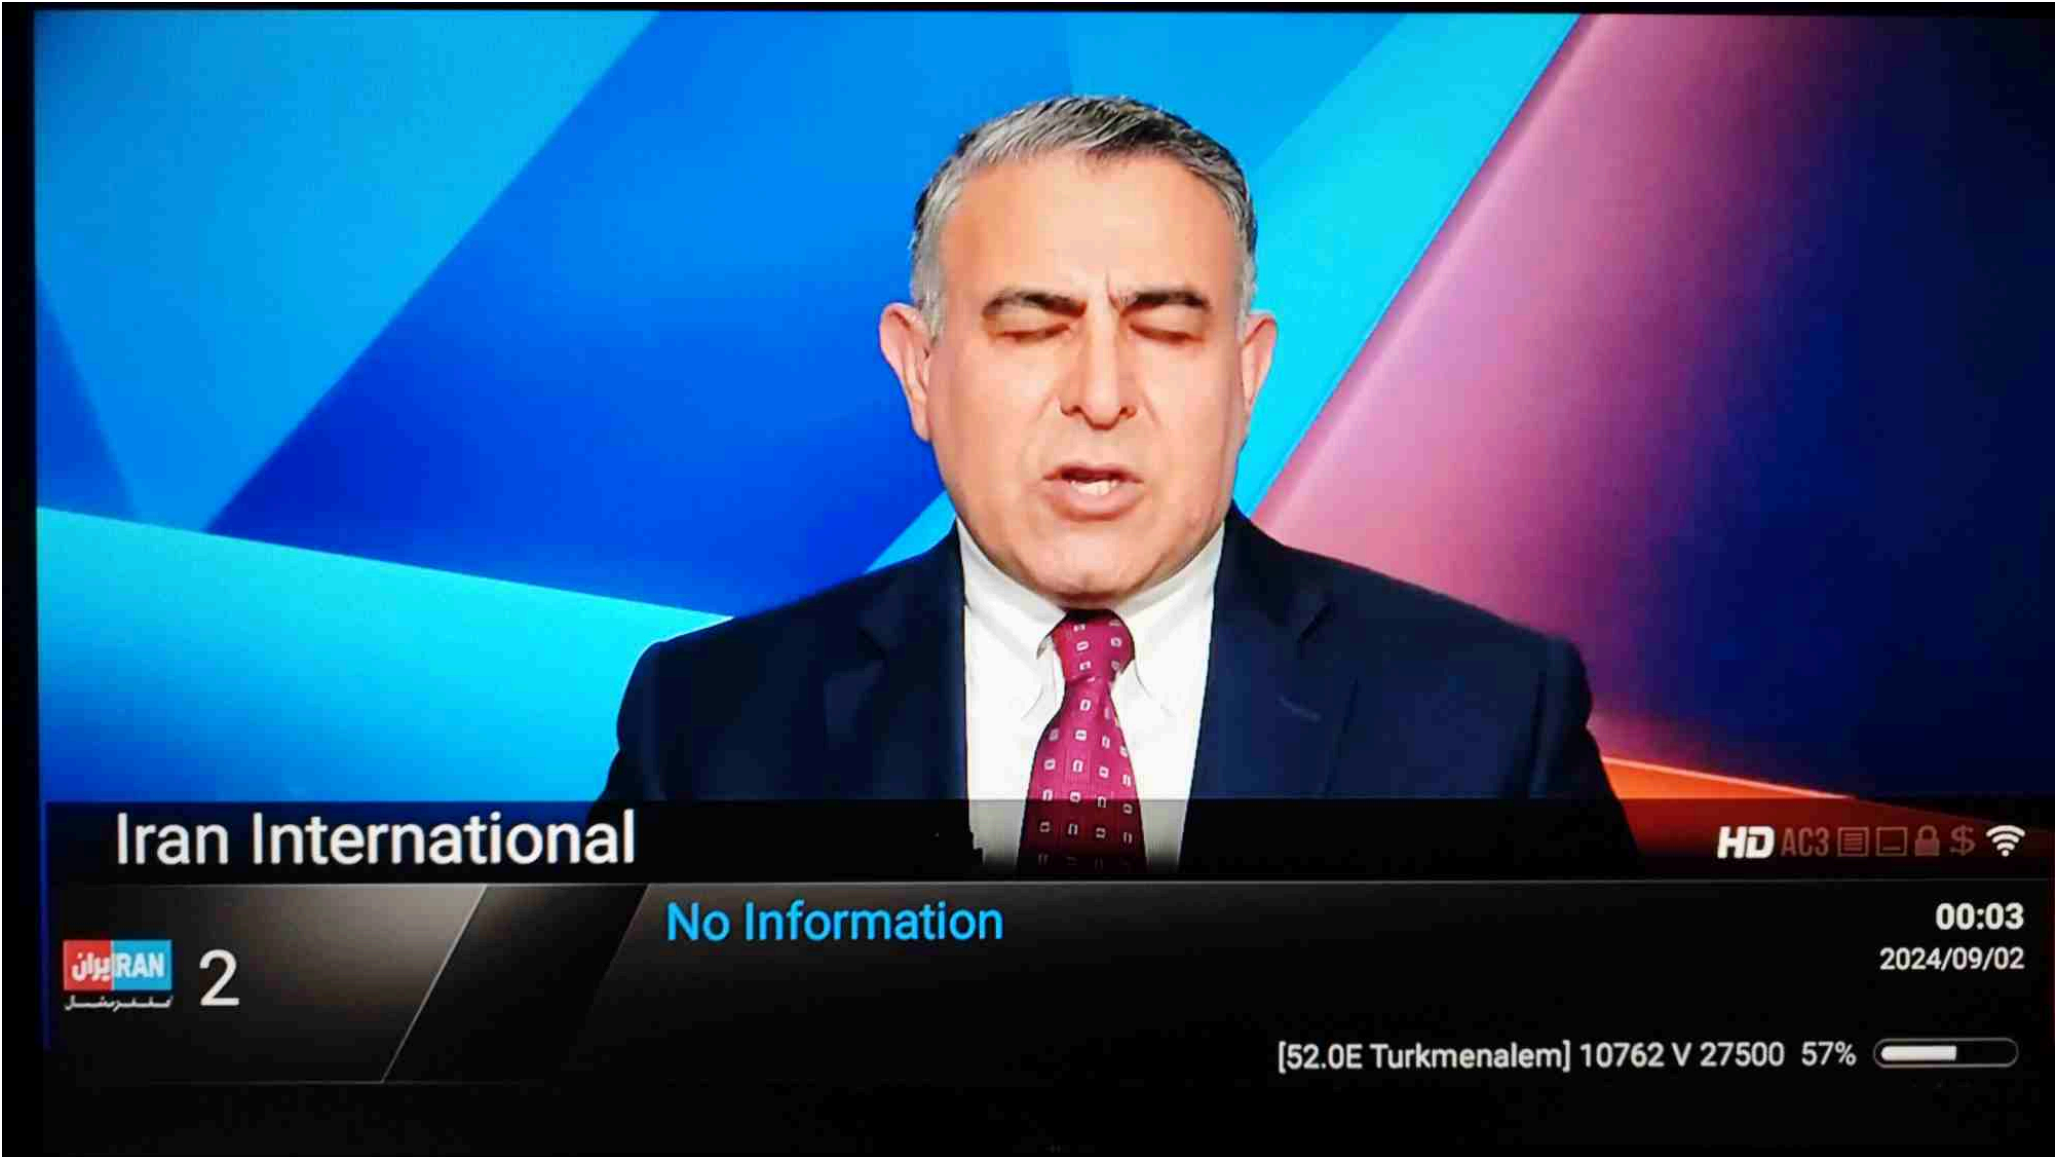 Iran International
HD AC3 $
No Information
00:03
2024/09/02
ایران IRAN
اینترنشنال
2
[52.0E Turkmenalem] 10762 V 27500 57%